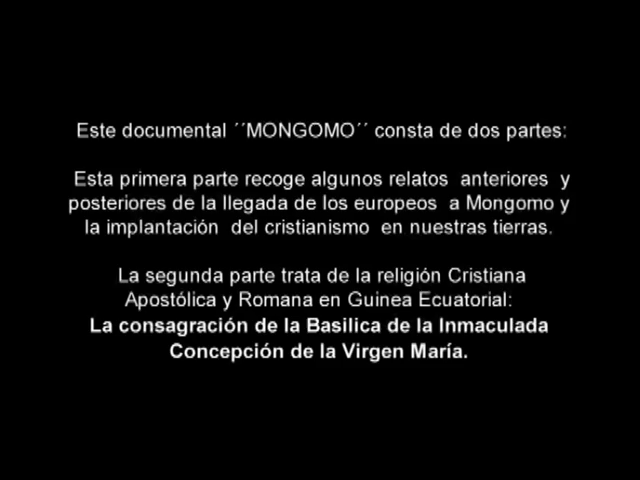 Este documental ´´MONGOMO´´ consta de dos partes:
Esta primera parte recoge algunos relatos anteriores y
posteriores de la llegada de los europeos a Mongomo y
la implantación del cristianismo en nuestras tierras.
La segunda parte trata de la religión Cristiana
Apostólica y Romana en Guinea Ecuatorial:
La consagración de la Basilica de la Inmaculada
Concepción de la Virgen María.